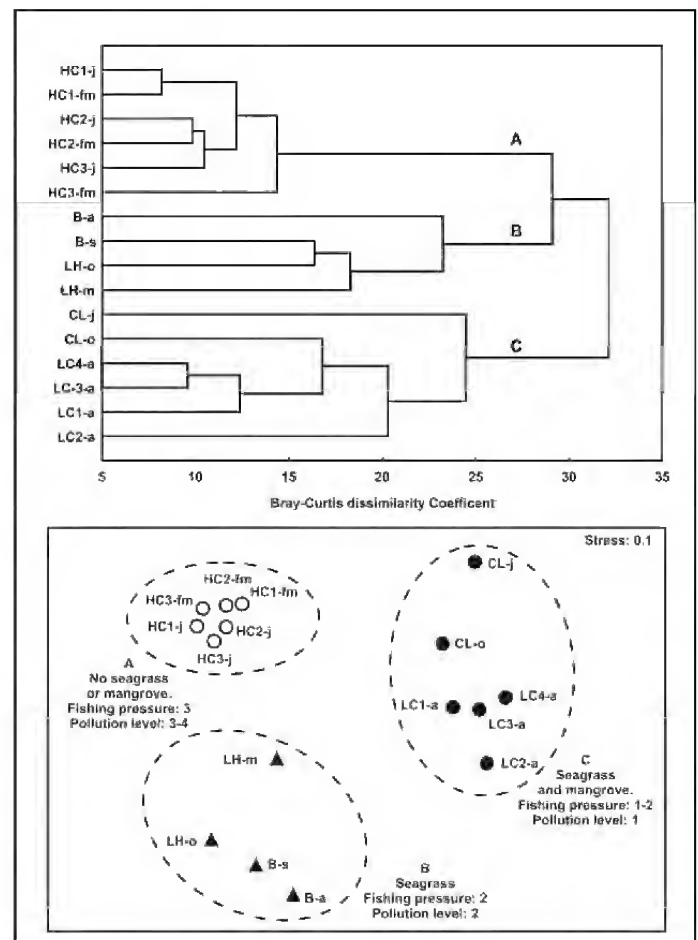 HC1-j
HC1-fm
HC2-j
HC2-fm
HC3-j
HC3-fm
B-a
B-s
LH-o
LH-m
CL-j
CL-o
LC4-a
LC-3-a
LC1-a
LC2-a
A
B
C
5 10 15 20 25 30 35
Bray-Curtis dissimilarity Coefficent
Stress: 0.1
HC2-fm
HC3-fm
HC1-fm
HC1-j
HC2-j
HC3-j
A
No seagrass
or mangrove.
Fishing pressure: 3
Pollution level: 3-4
CL-j
CL-o
LC1-a
LC4-a
LC3-a
LC2-a
C
Seagrass
and mangrove.
Fishing pressure: 1-2
Pollution level: 1
LH-m
LH-o
B-s
B-a
B
Seagrass
Fishing pressure: 2
Pollution level: 2